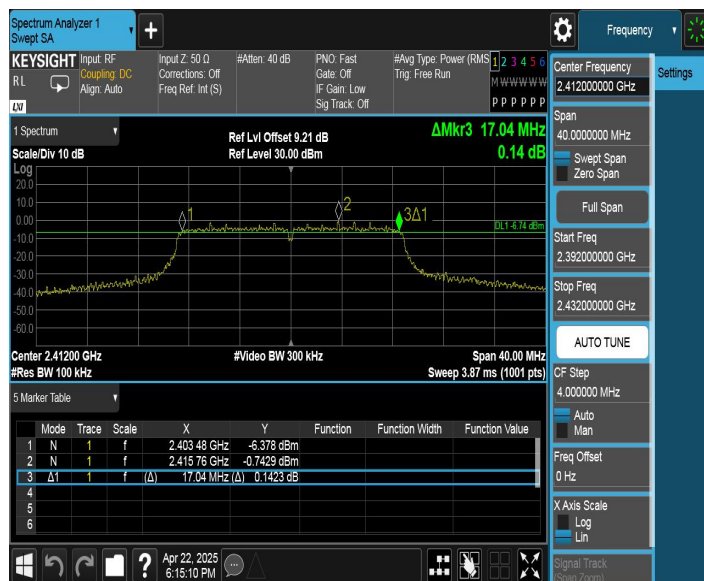 Spectrum Analyzer 1
Swept SA
+
Frequency
KEYSIGHT
RL
LXI
Input: RF
Coupling: DC
Align: Auto
Input Z: 50 Ω
Corrections: Off
Freq Ref: Int (S)
#Atten: 40 dB
PNO: Fast
Gate: Off
IF Gain: Low
Sig Track: Off
#Avg Type: Power (RMS
Trig: Free Run
1 2 3 4 5 6
M W W W W W
P P P P P P
1 Spectrum
Scale/Div 10 dB
Ref Lvl Offset 9.21 dB
Ref Level 30.00 dBm
ΔMkr3 17.04 MHz
0.14 dB
Log
20.0
10.0
0.00
-10.0
-20.0
-30.0
-40.0
-50.0
-60.0
1
2
3Δ1
DL1 -6.74 dBm
Center 2.41200 GHz
#Video BW 300 kHz
Span 40.00 MHz
#Res BW 100 kHz
Sweep 3.87 ms (1001 pts)
5 Marker Table
Mode Trace Scale X Y Function Function Width Function Value
1 N 1 f 2.403 48 GHz -6.378 dBm
2 N 1 f 2.415 76 GHz -0.7429 dBm
3 Δ1 1 f (Δ) 17.04 MHz (Δ) 0.1423 dB
4
5
6
?
Apr 22, 2025
6:15:10 PM
Settings
Center Frequency
2.412000000 GHz
Span
40.0000000 MHz
Swept Span
Zero Span
Full Span
Start Freq
2.392000000 GHz
Stop Freq
2.432000000 GHz
AUTO TUNE
CF Step
4.000000 MHz
Auto
Man
Freq Offset
0 Hz
X Axis Scale
Log
Lin
Signal Track
(Span Zoom)